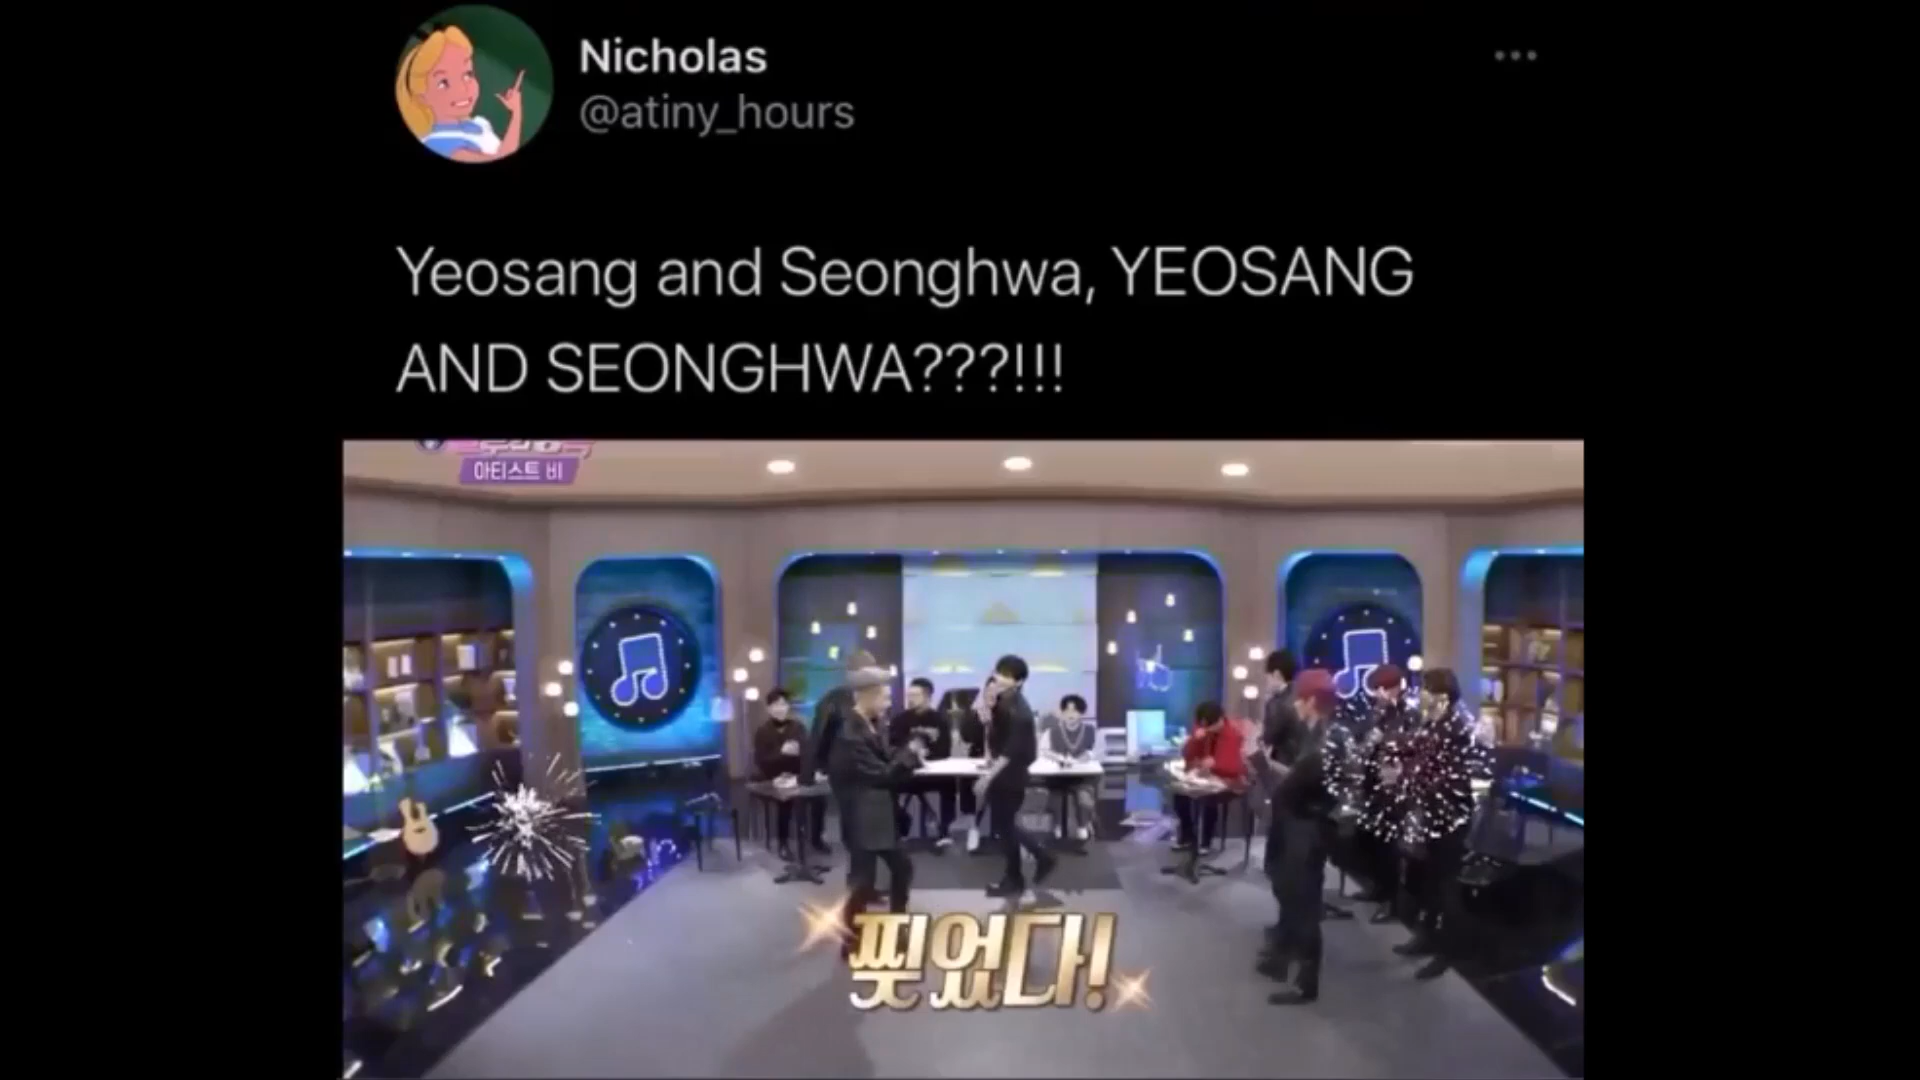 Nicholas
@atiny_hours
Yeosang and Seonghwa, YEOSANG
AND SEONGHWA???!!!
아티스트 비
찢었다!